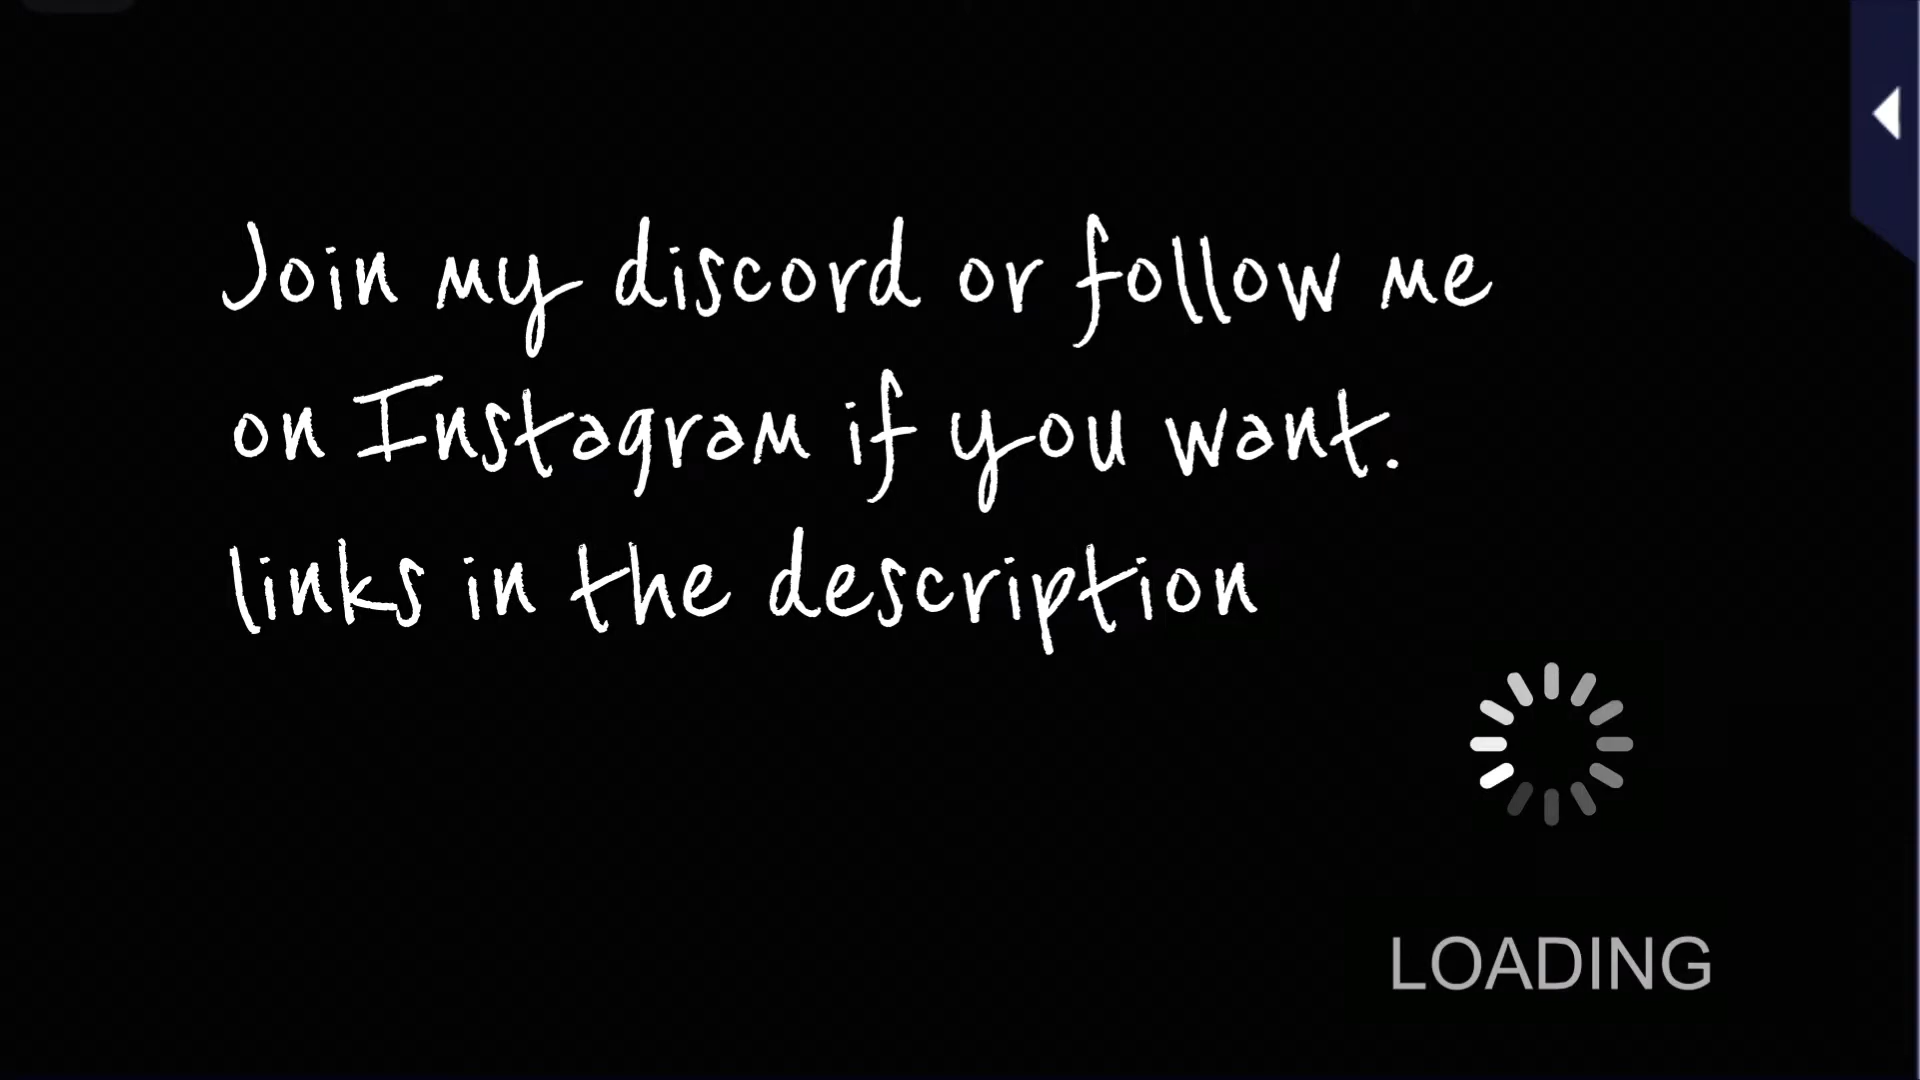 Join my discord or follow me
on Instagram if you want.
links in the description
LOADING